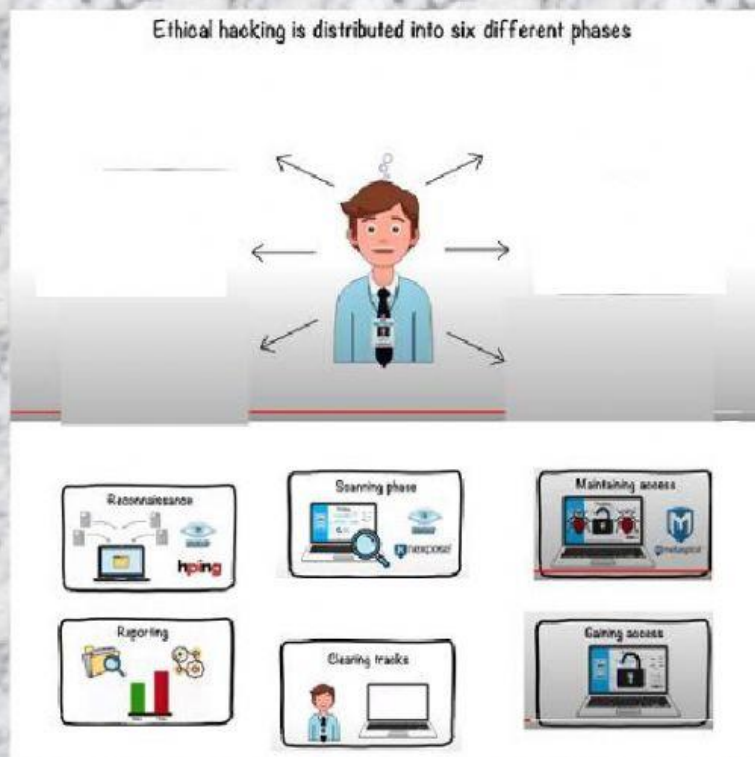 Ethical hacking is distributed into six different phases
Reconnaissance
hping
Scanning phase
nexpose
Maintaining access
metasploit
Reporting
Clearing tracks
Gaining access